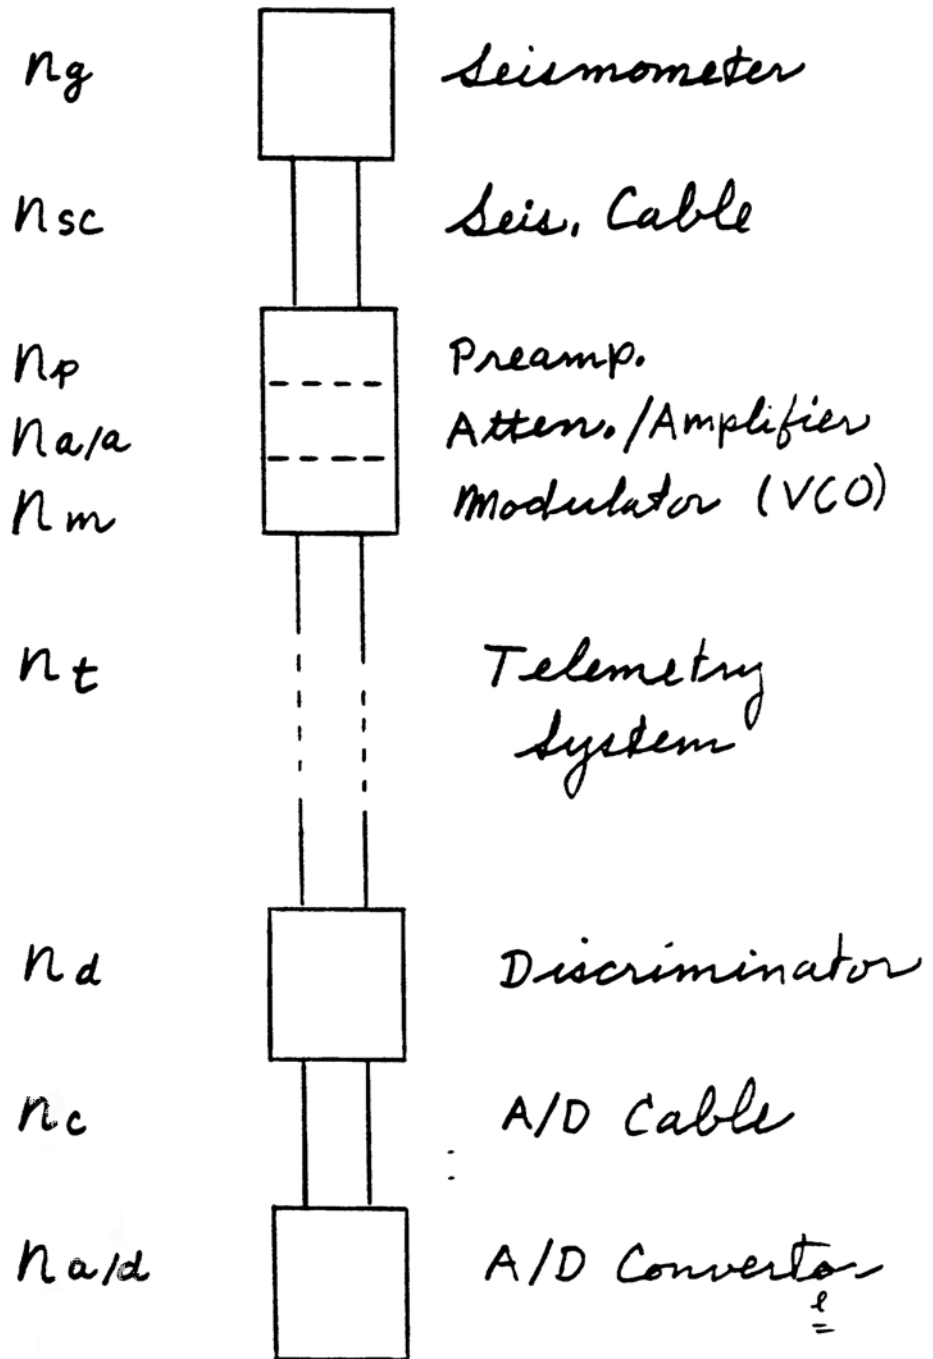 ng Seismometer
nsc Seis. Cable
np Preamp.
na/a Atten./Amplifier
nm Modulator (VCO)
nt Telemetry
System
nd Discriminator
nc A/D Cable
na/d A/D Convertor
e